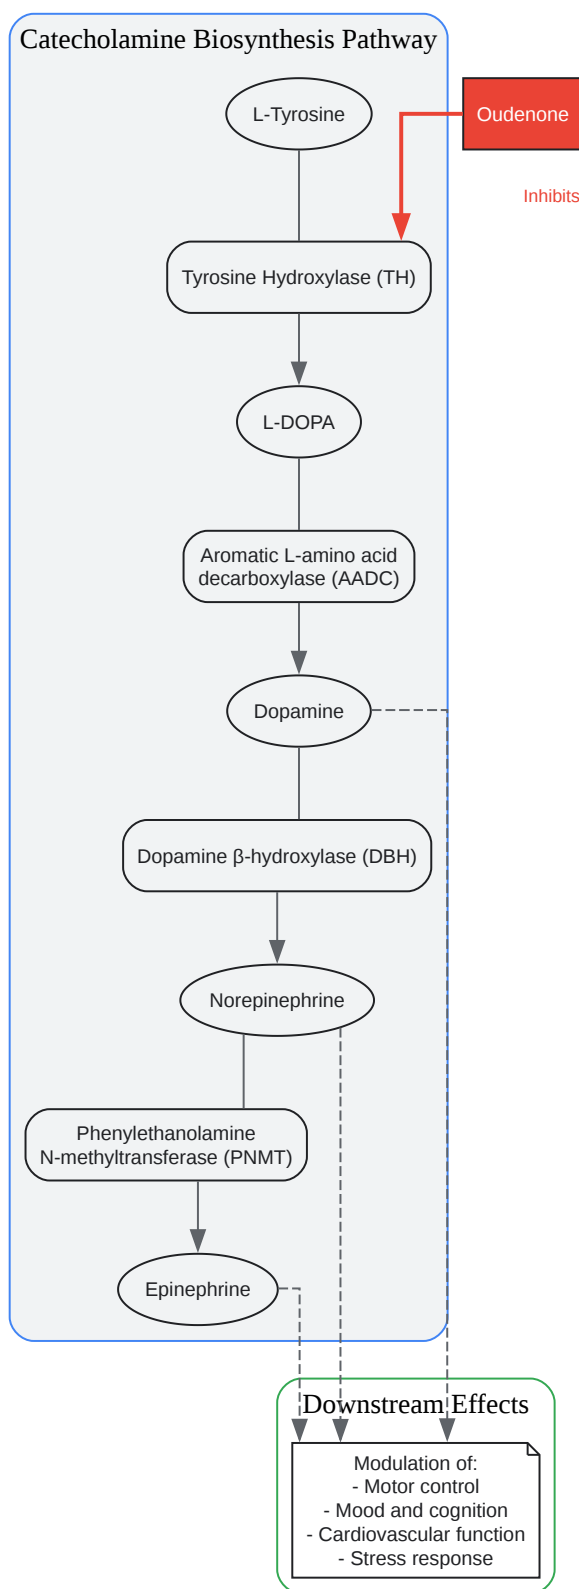 Catecholamine Biosynthesis Pathway
L-Tyrosine
Oudenone
Inhibits
Tyrosine Hydroxylase (TH)
L-DOPA
Aromatic L-amino acid
decarboxylase (AADC)
Dopamine
Dopamine β-hydroxylase (DBH)
Norepinephrine
Phenylethanolamine
N-methyltransferase (PNMT)
Epinephrine
Downstream Effects
Modulation of:
- Motor control
- Mood and cognition
- Cardiovascular function
- Stress response